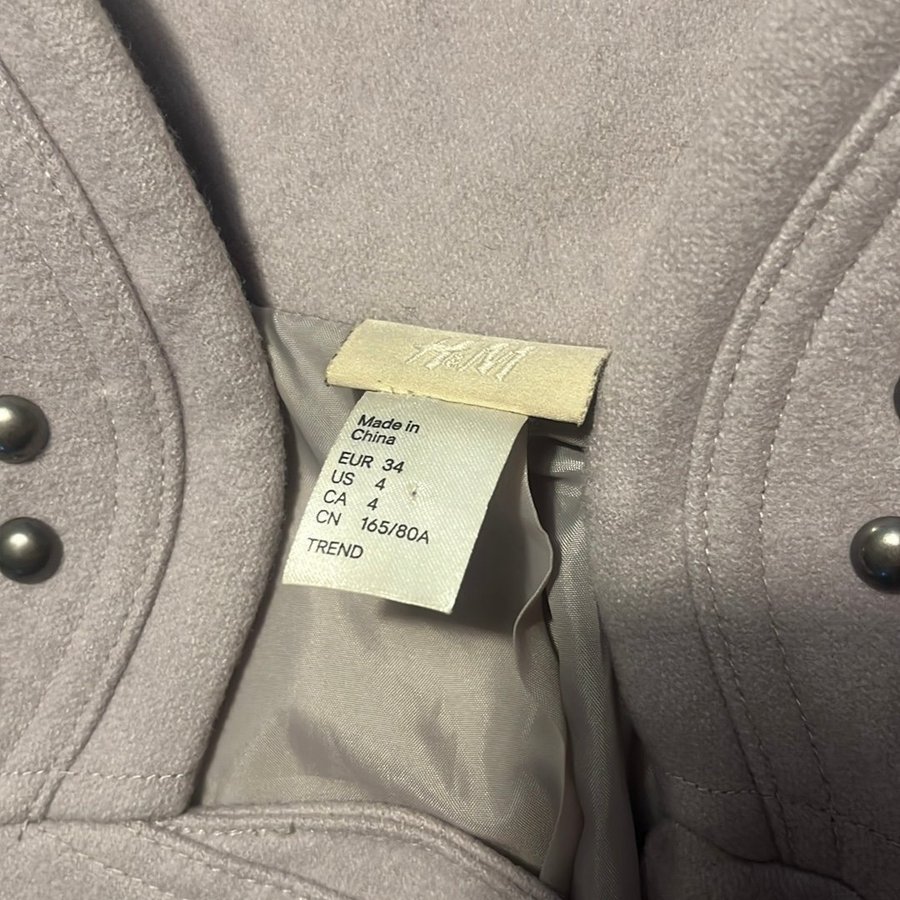 H&M
Made in
China
EUR 34
US 4
CA 4
CN 165/80A
TREND